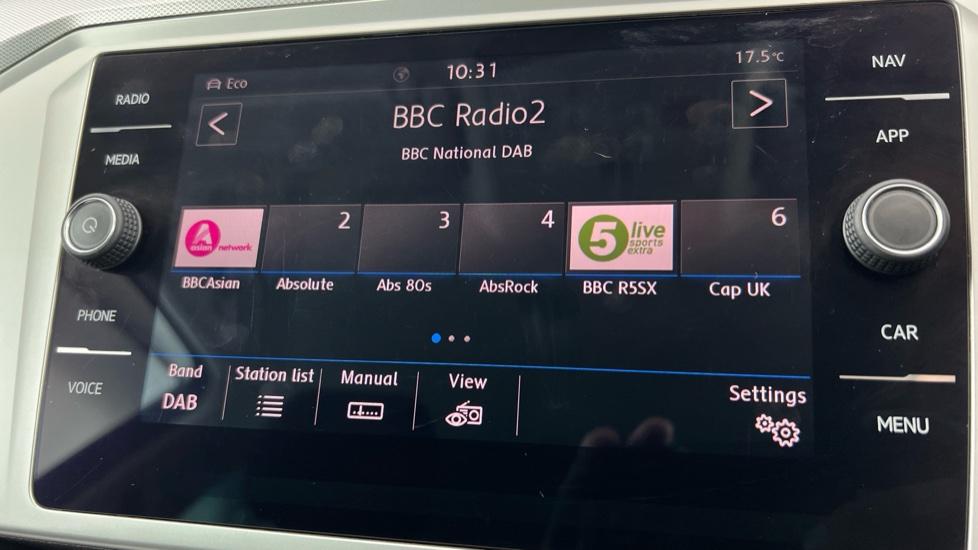 RADIO
MEDIA
PHONE
VOICE
Eco
10:31
17.5°C
<
BBC Radio2
>
BBC National DAB
A
asian network
2
3
4
5 live
sports
extra
6
BBCAsian
Absolute
Abs 80s
AbsRock
BBC R5SX
Cap UK
Band
DAB
Station list
Manual
View
Settings
NAV
APP
CAR
MENU